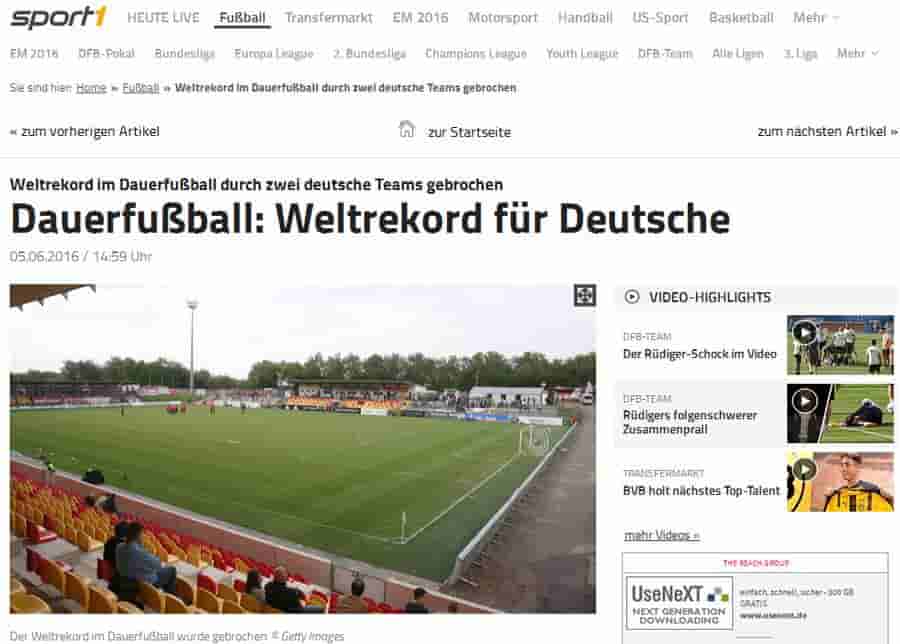 sport1 HEUTE LIVE Fußball Transfermarkt EM 2016 Motorsport Handball US-Sport Basketball Mehr
EM 2016 DFB-Pokal Bundesliga Europa League 2. Bundesliga Champions League Youth League DFB-Team Alle Ligen 3. Liga Mehr
Sie sind hier: Home » Fußball » Weltrekord im Dauerfußball durch zwei deutsche Teams gebrochen
« zum vorherigen Artikel zur Startseite zum nächsten Artikel »
Weltrekord im Dauerfußball durch zwei deutsche Teams gebrochen
Dauerfußball: Weltrekord für Deutsche
05.06.2016 / 14:59 Uhr
VIDEO-HIGHLIGHTS
DFB-TEAM
Der Rüdiger-Schock im Video
DFB-TEAM
Rüdigers folgenschwerer
Zusammenprall
TRANSFERMARKT
BVB holt nächstes Top-Talent
mehr Videos »
THE REACH GROUP
UseNeXT
NEXT GENERATION
DOWNLOADING
einfach, schnell, sicher - 300 GB
GRATIS
www.usenext.de
Der Weltrekord im Dauerfußball wurde gebrochen © Getty Images